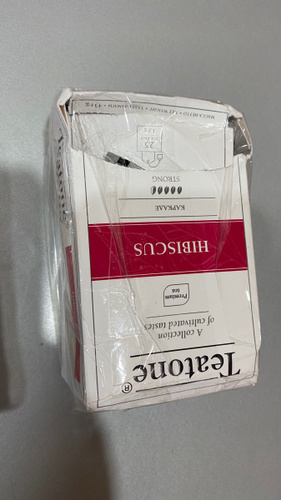 Teatone®
A collection
of cultivated tastes
Premium
tea
HIBISCUS
КАРКАДЕ
STRONG
25